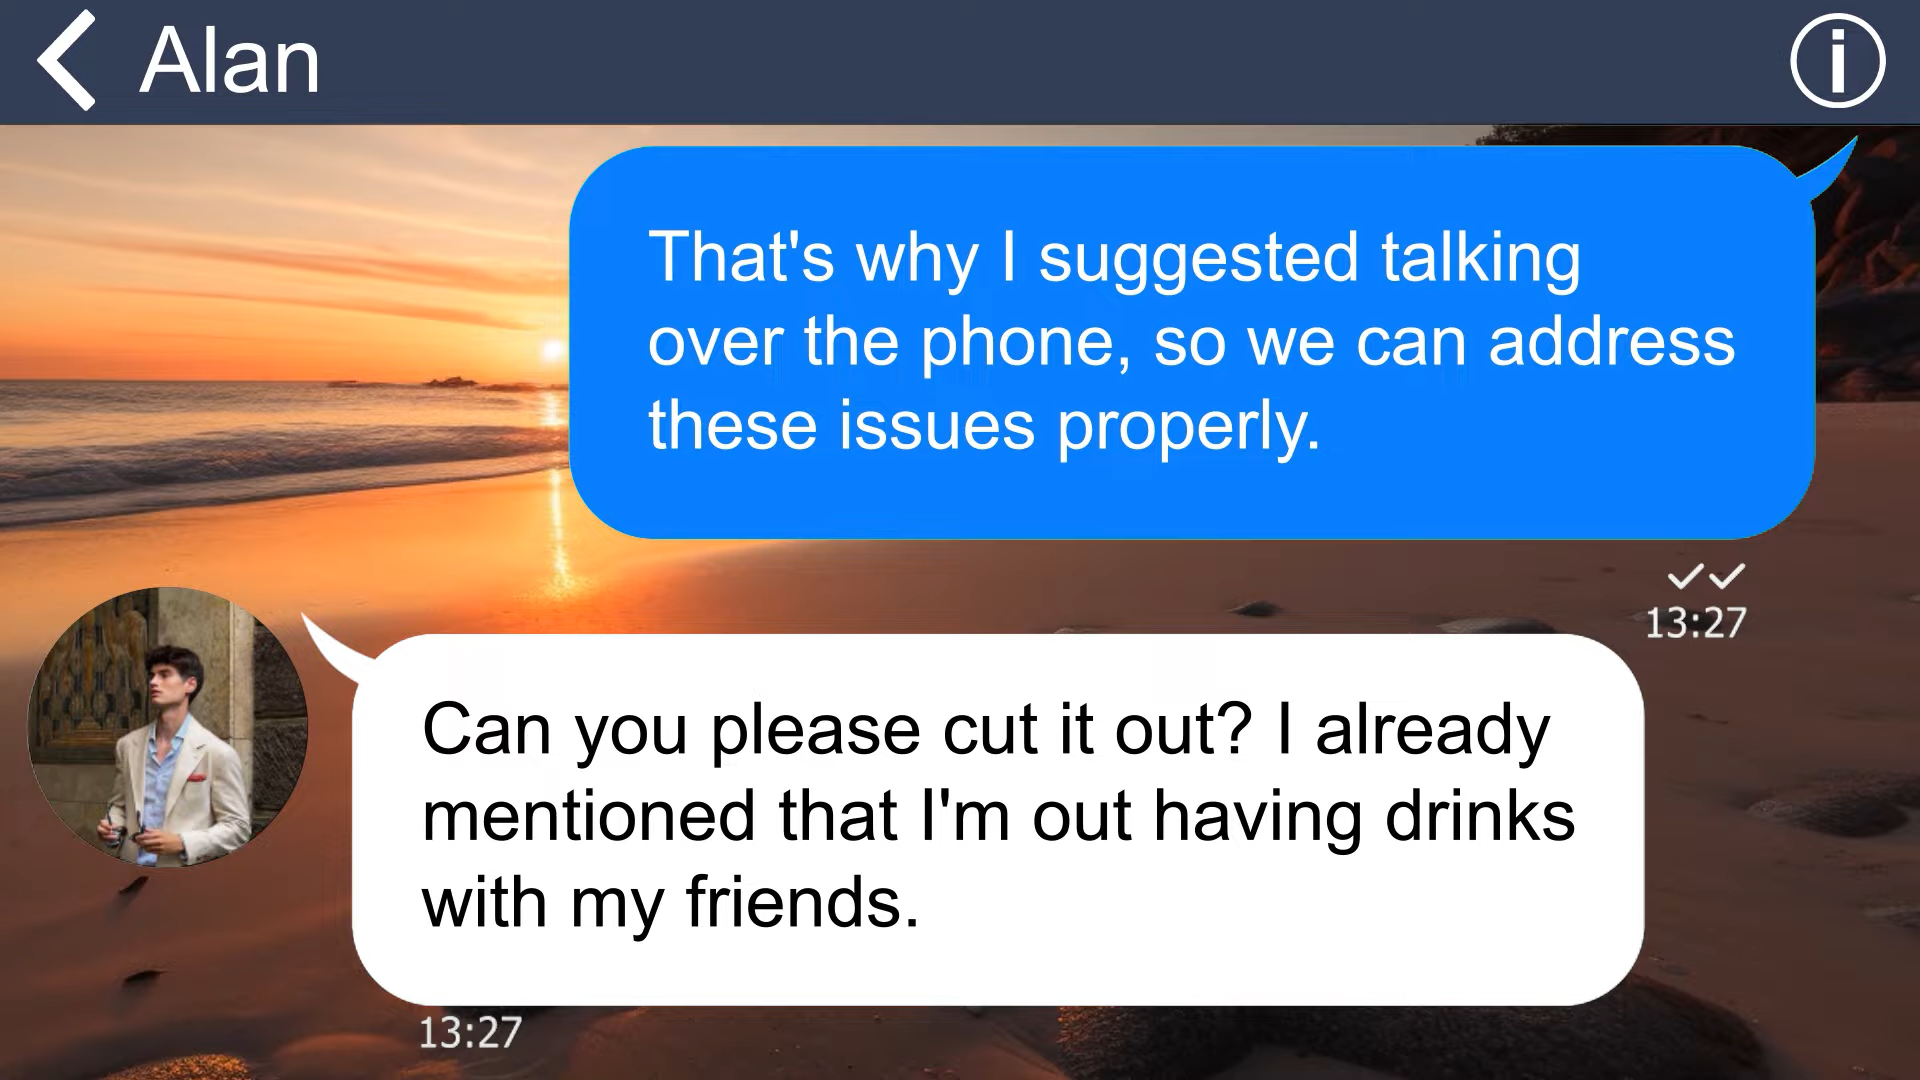 Alan
That's why I suggested talking
over the phone, so we can address
these issues properly.
13:27
Can you please cut it out? I already
mentioned that I'm out having drinks
with my friends.
13:27